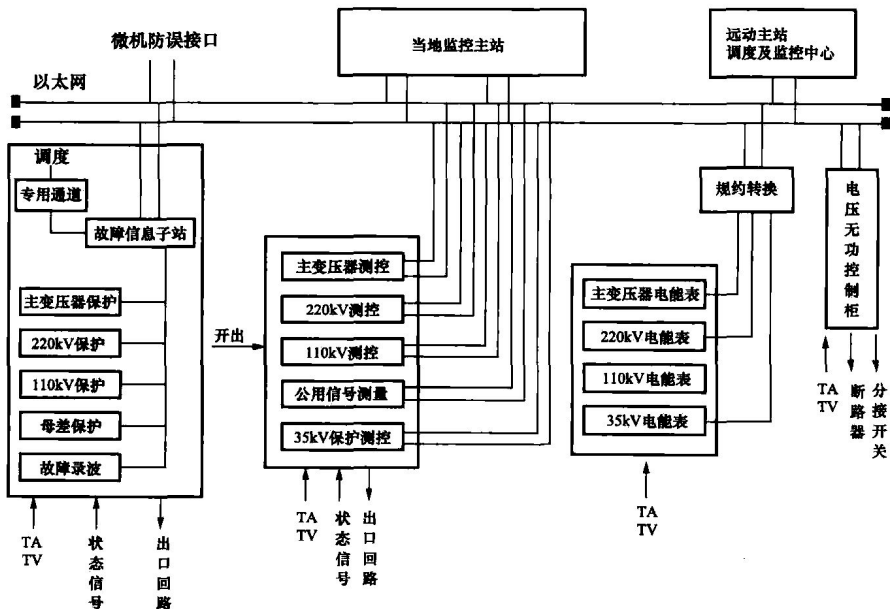 微机防误接口
当地监控主站
远动主站
调度及监控中心
以太网
调度
专用通道
故障信息子站
主变压器保护
220kV保护
110kV保护
母差保护
故障录波
TA
TV
状态信号
出口回路
开出
主变压器测控
220kV测控
110kV测控
公用信号测量
35kV保护测控
TA
TV
状态信号
出口回路
规约转换
主变压器电能表
220kV电能表
110kV电能表
35kV电能表
TA
TV
电压无功控制柜
TA
TV
断路器
分接开关